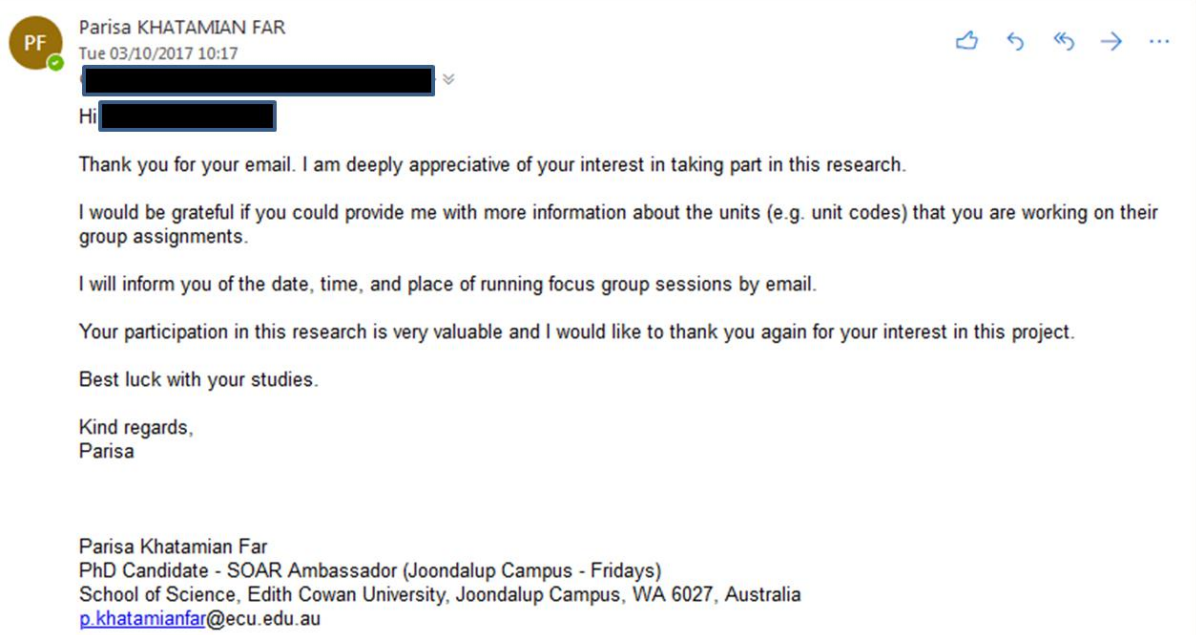 PF
Parisa KHATAMIAN FAR
Tue 03/10/2017 10:17
Hi
Thank you for your email. I am deeply appreciative of your interest in taking part in this research.
I would be grateful if you could provide me with more information about the units (e.g. unit codes) that you are working on their
group assignments.
I will inform you of the date, time, and place of running focus group sessions by email.
Your participation in this research is very valuable and I would like to thank you again for your interest in this project.
Best luck with your studies.
Kind regards,
Parisa
Parisa Khatamian Far
PhD Candidate - SOAR Ambassador (Joondalup Campus - Fridays)
School of Science, Edith Cowan University, Joondalup Campus, WA 6027, Australia
p.khatamianfar@ecu.edu.au